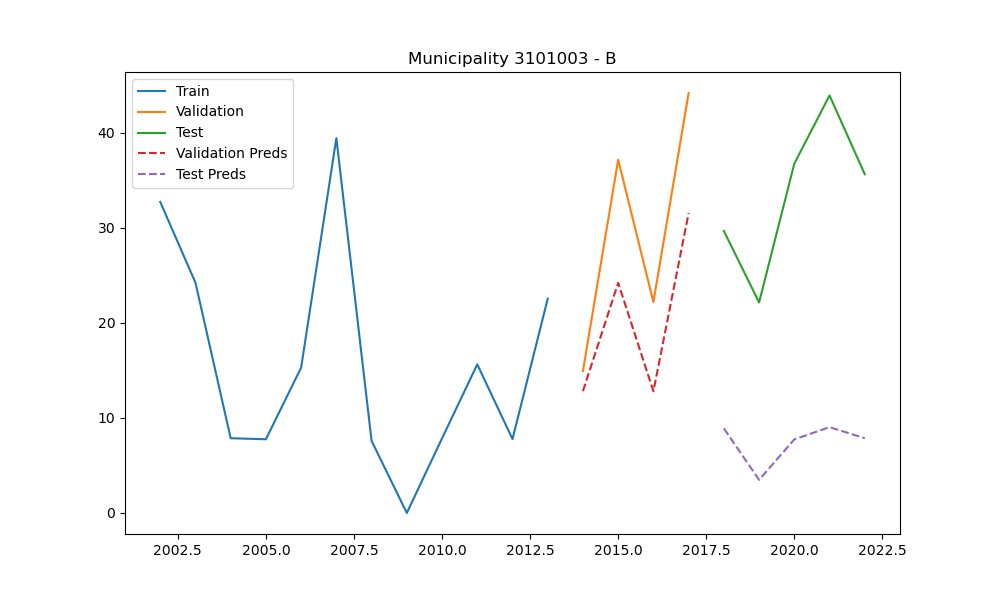 Municipality 3101003 - B
Train
Validation
Test
Validation Preds
Test Preds
40
30
20
10
0
2002.5 2005.0 2007.5 2010.0 2012.5 2015.0 2017.5 2020.0 2022.5